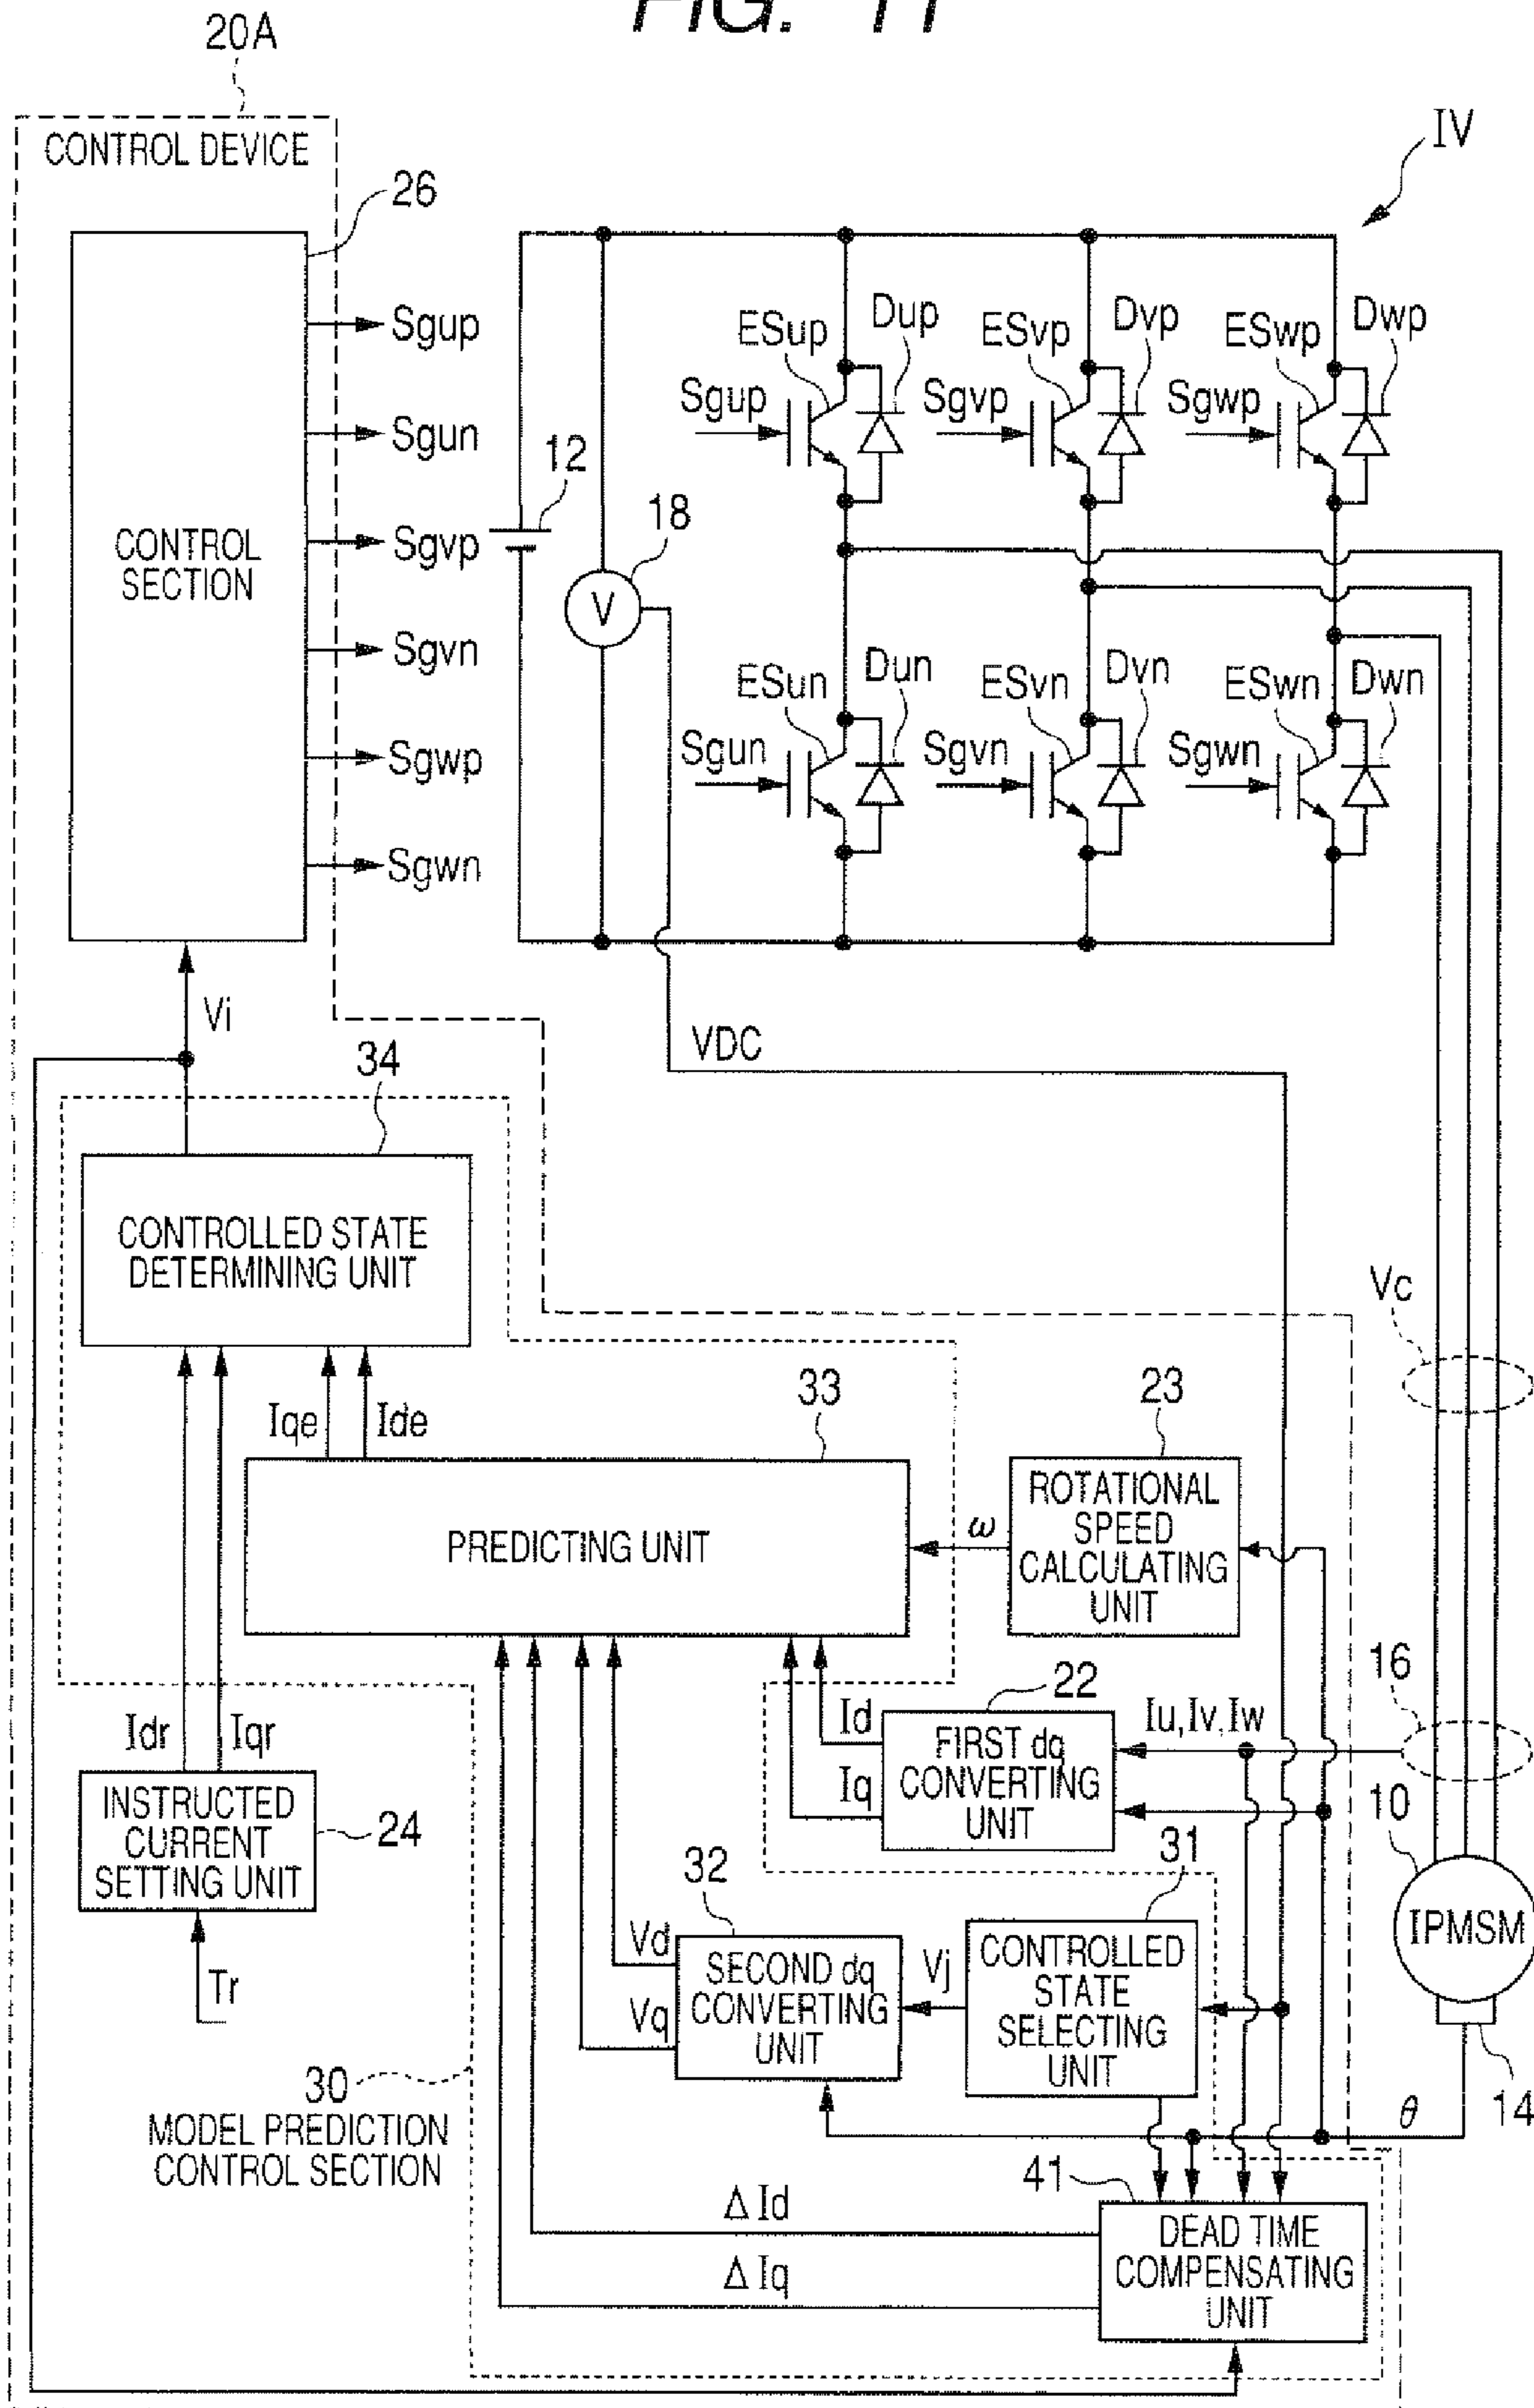 FIG. 11
20A
CONTROL DEVICE
IV
26
CONTROL
SECTION
Sgup
Sgun
Sgvp
Sgvn
Sgwp
Sgwn
12
18
V
ESup
Dup
ESvp
Dvp
ESwp
Dwp
Sgup
Sgvp
Sgwp
ESun
Dun
ESvn
Dvn
ESwn
Dwn
Sgun
Sgvn
Sgwn
Vi
VDC
34
CONTROLLED STATE
DETERMINING UNIT
Vc
Iqe
Ide
33
PREDICTING UNIT
23
ROTATIONAL
SPEED
CALCULATING
UNIT
ω
16
22
Idr
Iqr
Id
Iq
FIRST dq
CONVERTING
UNIT
Iu,Iv,Iw
10
IPMSM
14
INSTRUCTED
CURRENT
SETTING UNIT
24
Tr
32
31
Vd
Vq
SECOND dq
CONVERTING
UNIT
Vj
CONTROLLED
STATE
SELECTING
UNIT
θ
30
MODEL PREDICTION
CONTROL SECTION
41
ΔId
ΔIq
DEAD TIME
COMPENSATING
UNIT